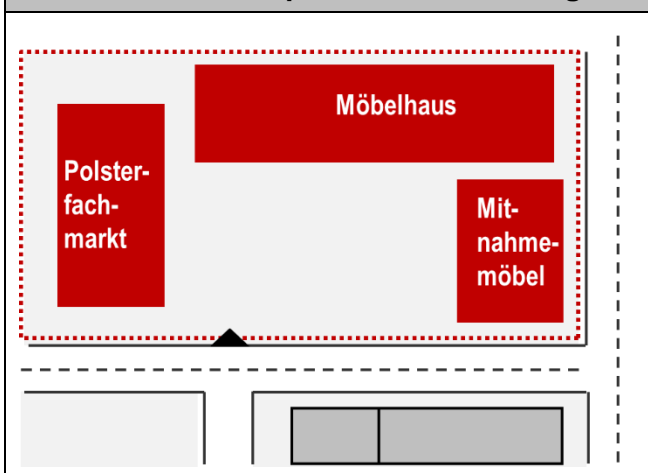 Möbelhaus
Polster-
fach-
markt
Mit-
nahme-
möbel